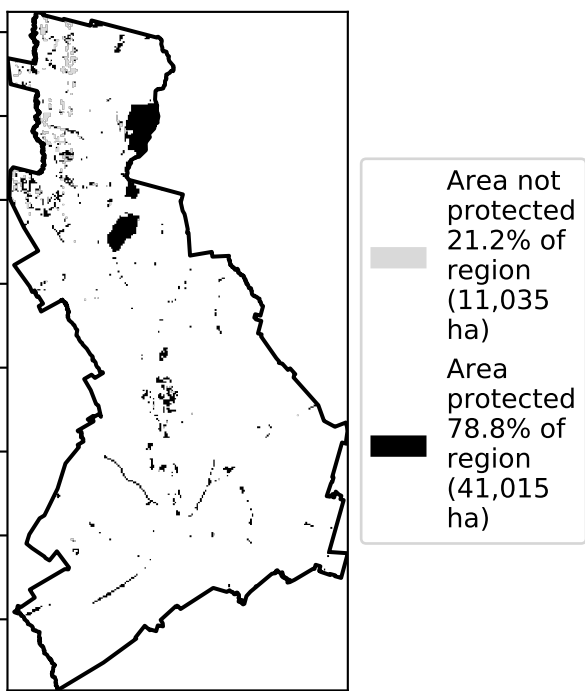 Area not
protected
21.2% of
region
(11,035
ha)
Area
protected
78.8% of
region
(41,015
ha)